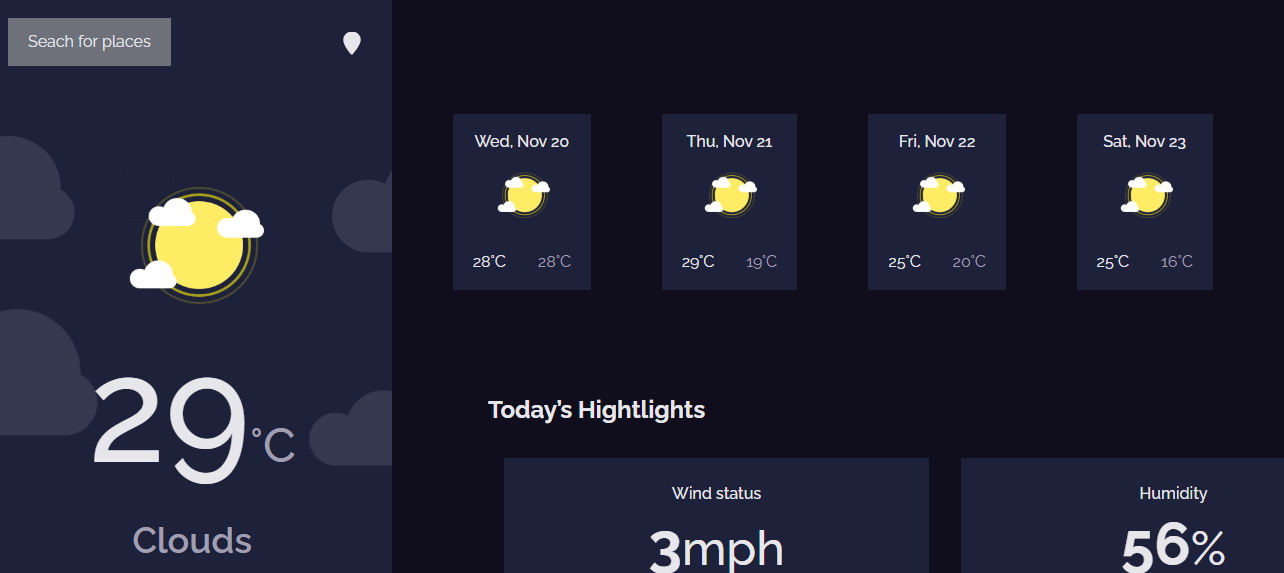 Seach for places
29°C
Clouds
Wed, Nov 20
28°C 28°C
Thu, Nov 21
29°C 19°C
Fri, Nov 22
25°C 20°C
Sat, Nov 23
25°C 16°C
Today’s Hightlights
Wind status
3mph
Humidity
56%